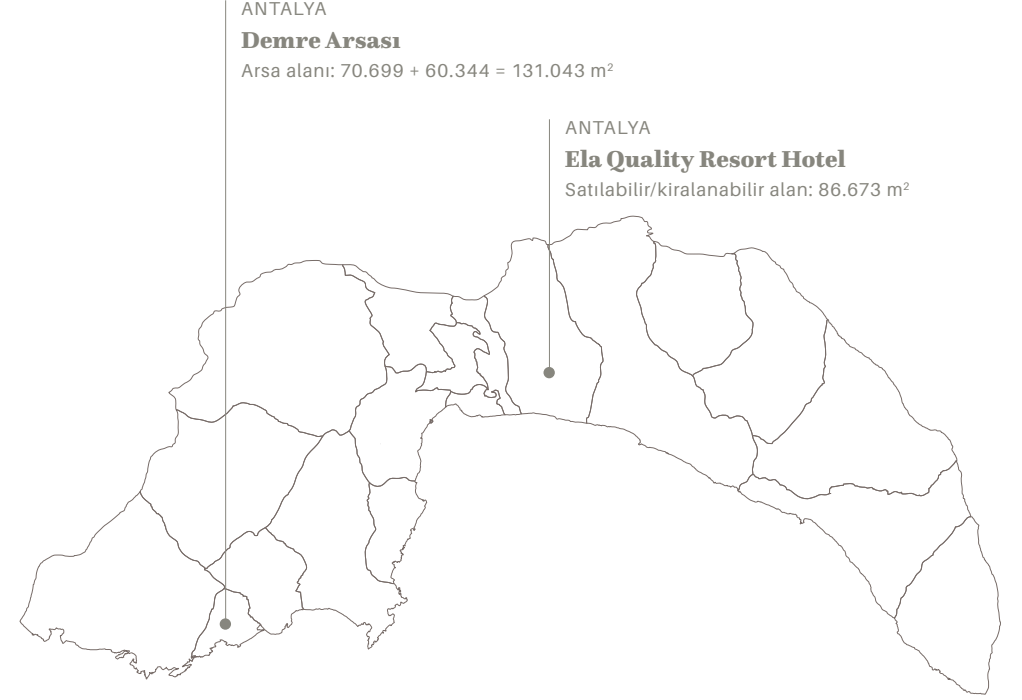 ANTALYA
Demre Arsası
Arsa alanı: 70.699 + 60.344 = 131.043 m²
ANTALYA
Ela Quality Resort Hotel
Satılabilir/kiralanabilir alan: 86.673 m²